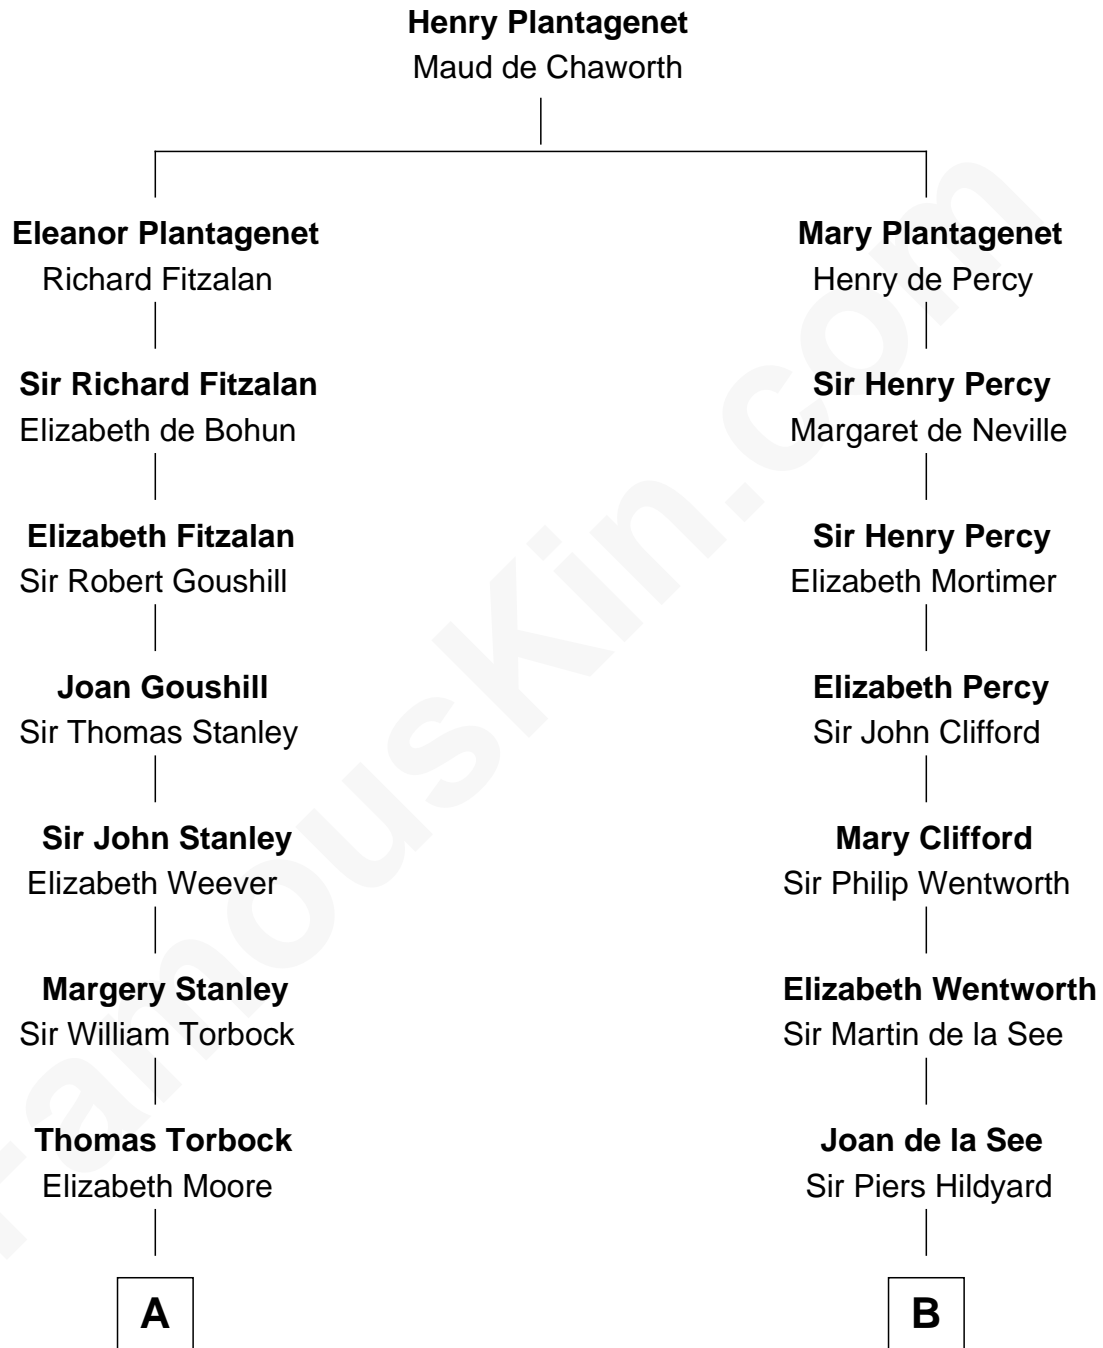 Henry Plantagenet
Maud de Chaworth
Eleanor Plantagenet
Richard Fitzalan
Mary Plantagenet
Henry de Percy
Sir Richard Fitzalan
Elizabeth de Bohun
Sir Henry Percy
Margaret de Neville
Elizabeth Fitzalan
Sir Robert Goushill
Sir Henry Percy
Elizabeth Mortimer
Joan Goushill
Sir Thomas Stanley
Elizabeth Percy
Sir John Clifford
Sir John Stanley
Elizabeth Weever
Mary Clifford
Sir Philip Wentworth
Margery Stanley
Sir William Torbock
Elizabeth Wentworth
Sir Martin de la See
Thomas Torbock
Elizabeth Moore
Joan de la See
Sir Piers Hildyard
A
B
FamousKin.com